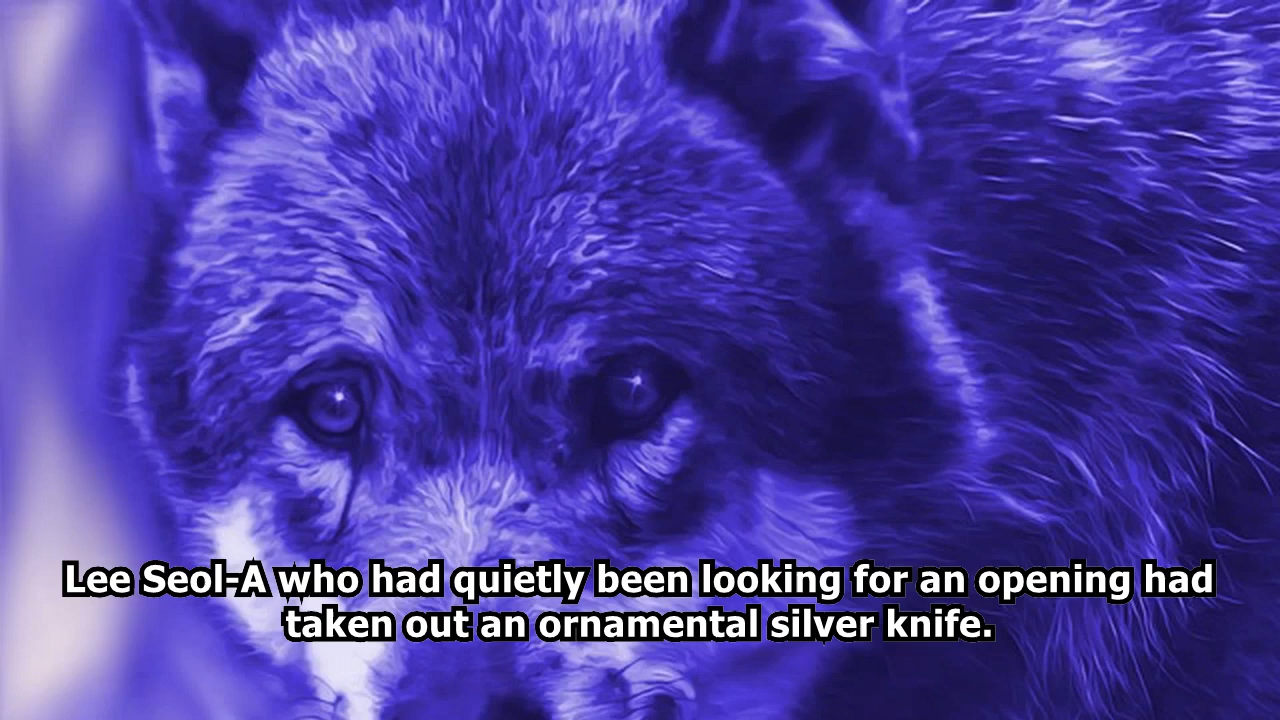 Lee Seol-A who had quietly been looking for an opening had
taken out an ornamental silver knife.